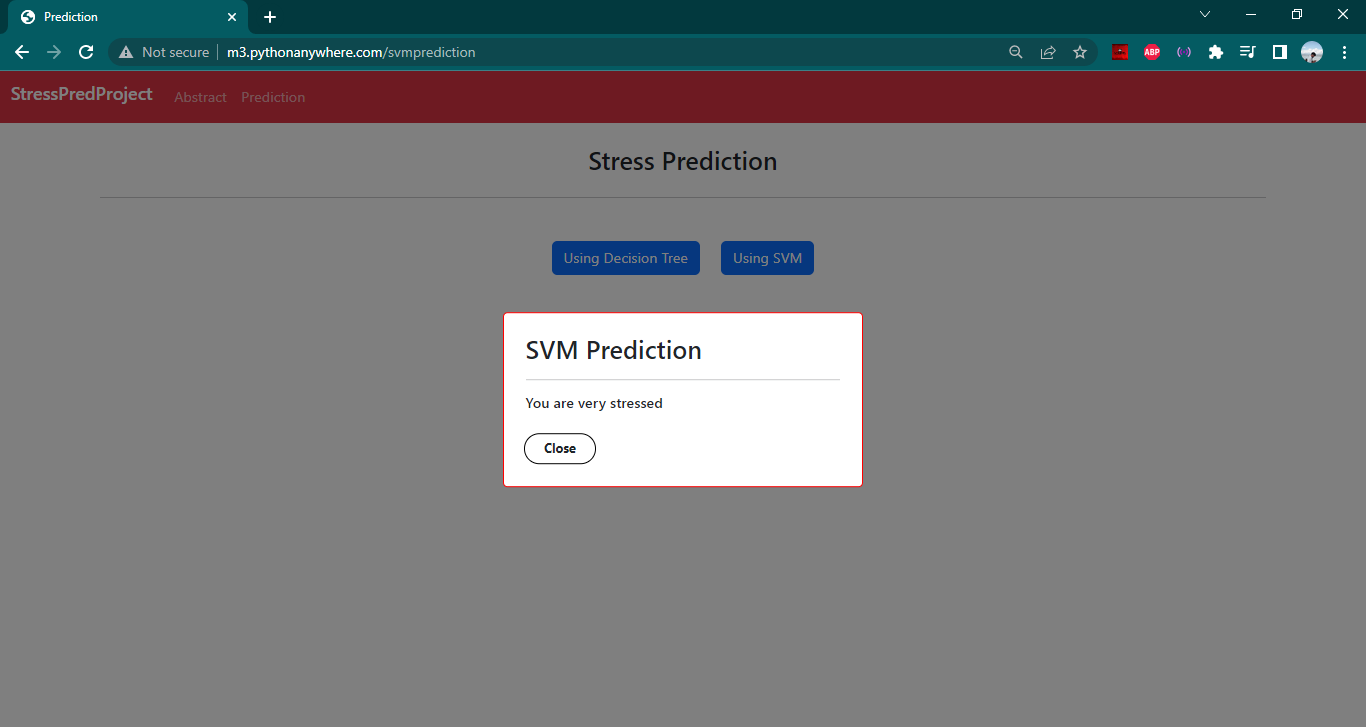 Prediction
Not secure
m3.pythonanywhere.com/svmprediction
ABP
StressPredProject
Abstract
Prediction
Stress Prediction
Using Decision Tree
Using SVM
SVM Prediction
You are very stressed
Close